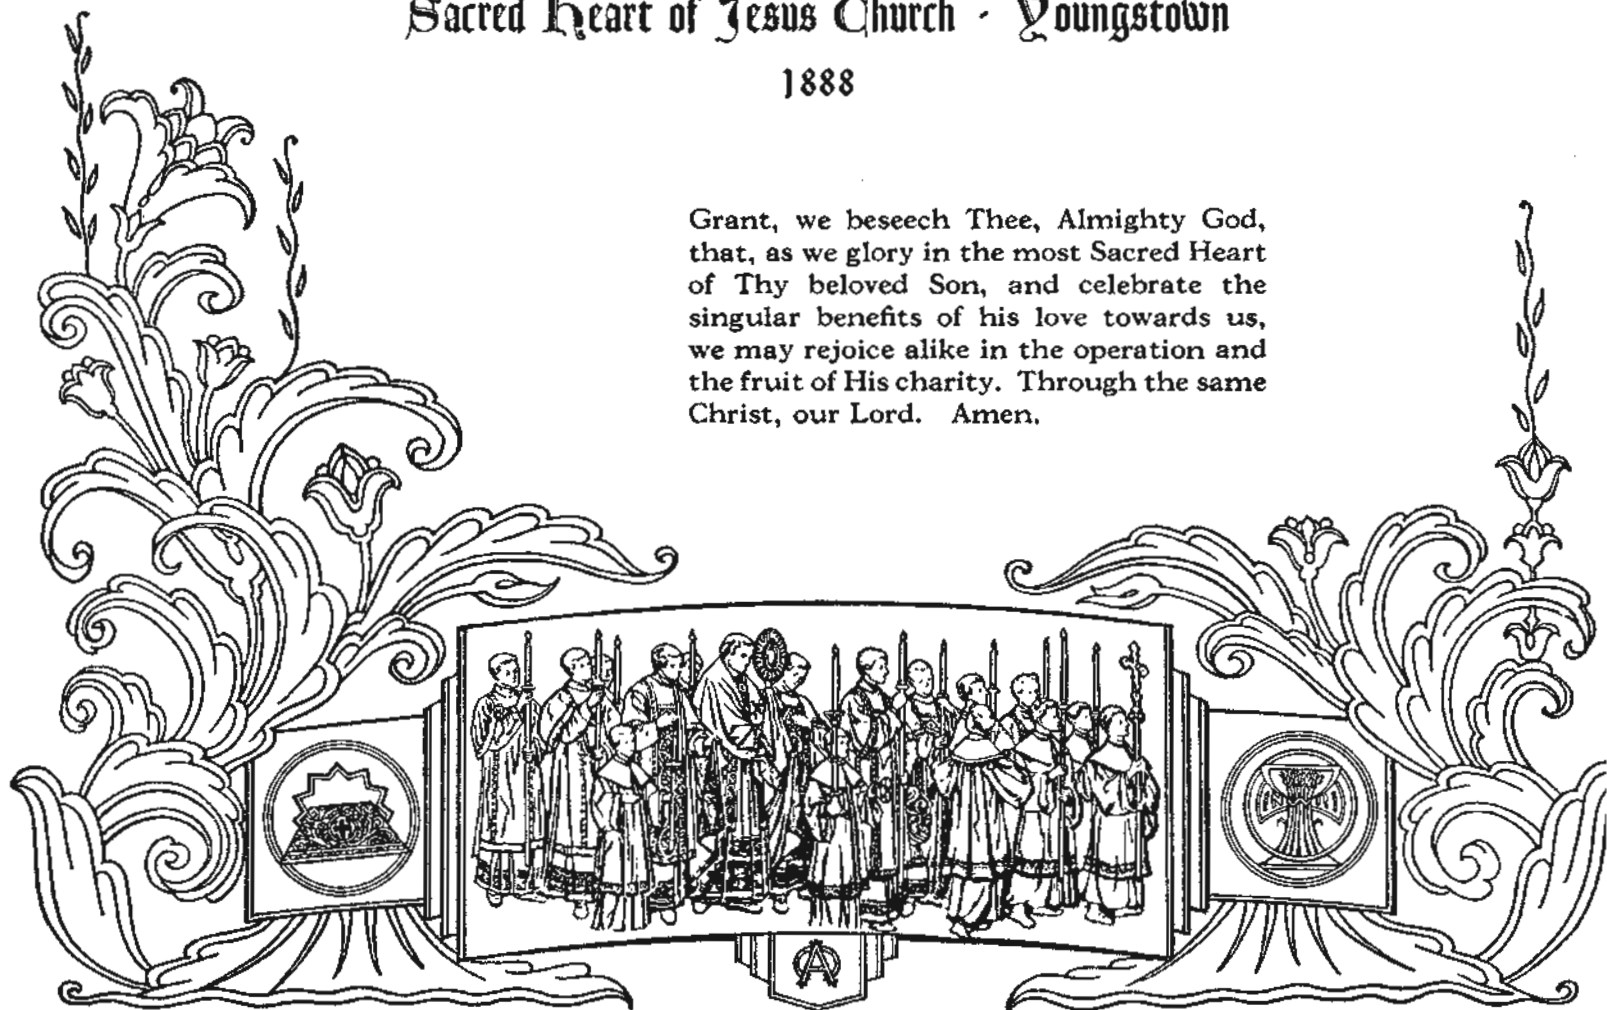 Sacred Heart of Jesus Church - Youngstown
1888
Grant, we beseech Thee, Almighty God,
that, as we glory in the most Sacred Heart
of Thy beloved Son, and celebrate the
singular benefits of his love towards us,
we may rejoice alike in the operation and
the fruit of His charity. Through the same
Christ, our Lord. Amen.